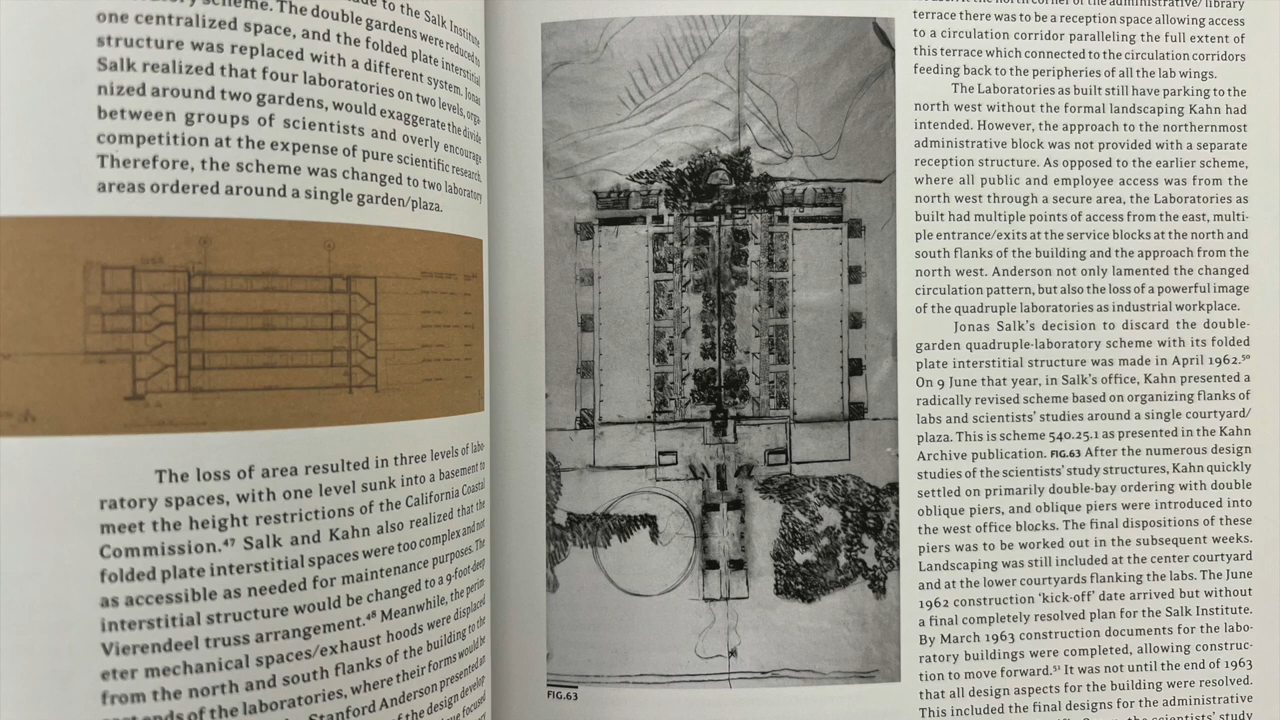 made to the Salk Institute
scheme. The double gardens were reduced to
one centralized space, and the folded plate interstitial
structure was replaced with a different system. Jonas
Salk realized that four laboratories on two levels, orga-
nized around two gardens, would exaggerate the divide
between groups of scientists and overly encourage
competition at the expense of pure scientific research.
Therefore, the scheme was changed to two laboratory
areas ordered around a single garden/plaza.
The loss of area resulted in three levels of labo-
ratory spaces, with one level sunk into a basement to
meet the height restrictions of the California Coastal
Commission.⁴⁷ Salk and Kahn also realized that the
folded plate interstitial spaces were too complex and not
as accessible as needed for maintenance purposes. The
interstitial structure would be changed to a 9-foot-deep
Vierendeel truss arrangement.⁴⁸ Meanwhile, the perim-
eter mechanical spaces/exhaust hoods were displaced
from the north and south flanks of the building to the
ends of the laboratories, where their forms would be
Stanford Anderson presented an
of the design develop
focused
FIG.63
of the administrative/library
terrace there was to be a reception space allowing access
to a circulation corridor paralleling the full extent of
this terrace which connected to the circulation corridors
feeding back to the peripheries of all the lab wings.
The Laboratories as built still have parking to the
north west without the formal landscaping Kahn had
intended. However, the approach to the northernmost
administrative block was not provided with a separate
reception structure. As opposed to the earlier scheme,
where all public and employee access was from the
north west through a secure area, the Laboratories as
built had multiple points of access from the east, multi-
ple entrance/exits at the service blocks at the north and
south flanks of the building and the approach from the
north west. Anderson not only lamented the changed
circulation pattern, but also the loss of a powerful image
of the quadruple laboratories as industrial workplace.
Jonas Salk's decision to discard the double-
garden quadruple-laboratory scheme with its folded
plate interstitial structure was made in April 1962.⁵⁰
On 9 June that year, in Salk's office, Kahn presented a
radically revised scheme based on organizing flanks of
labs and scientists' studies around a single courtyard/
plaza. This is scheme 540.25.1 as presented in the Kahn
Archive publication. FIG.63 After the numerous design
studies of the scientists' study structures, Kahn quickly
settled on primarily double-bay ordering with double
oblique piers, and oblique piers were introduced into
the west office blocks. The final dispositions of these
piers was to be worked out in the subsequent weeks.
Landscaping was still included at the center courtyard
and at the lower courtyards flanking the labs. The June
1962 construction 'kick-off' date arrived but without
a final completely resolved plan for the Salk Institute.
By March 1963 construction documents for the labo-
ratory buildings were completed, allowing construc-
tion to move forward.⁵¹ It was not until the end of 1963
that all design aspects for the building were resolved.
This included the final designs for the administrative
scientists' study